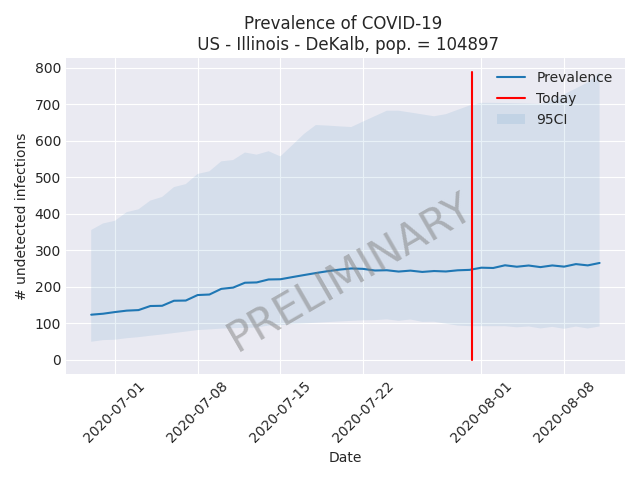 Prevalence of COVID-19
US - Illinois - DeKalb, pop. = 104897
800
700
600
500
400
300
200
100
0
# undetected infections
Prevalence
Today
95CI
PRELIMINARY
2020-07-01
2020-07-08
2020-07-15
2020-07-22
2020-08-01
2020-08-08
Date